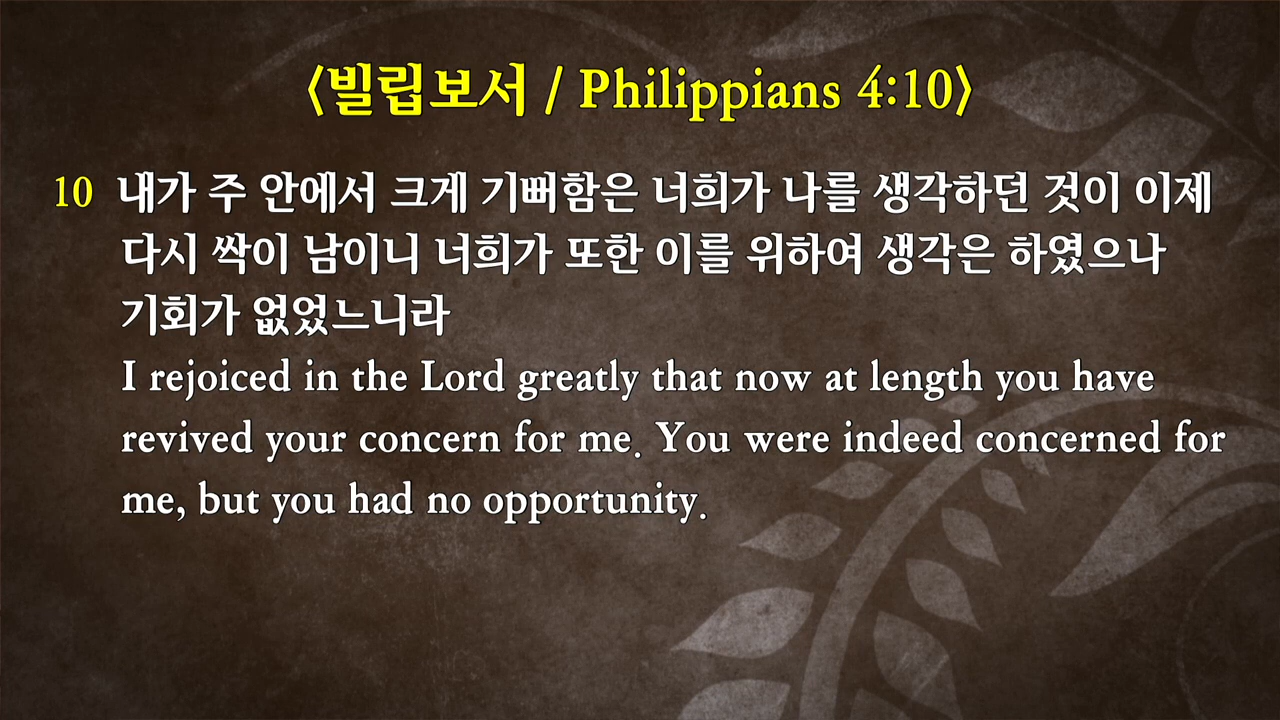 <빌립보서 / Philippians 4:10>
10 내가 주 안에서 크게 기뻐함은 너희가 나를 생각하던 것이 이제
다시 싹이 남이니 너희가 또한 이를 위하여 생각은 하였으나
기회가 없었느니라
I rejoiced in the Lord greatly that now at length you have
revived your concern for me. You were indeed concerned for
me, but you had no opportunity.